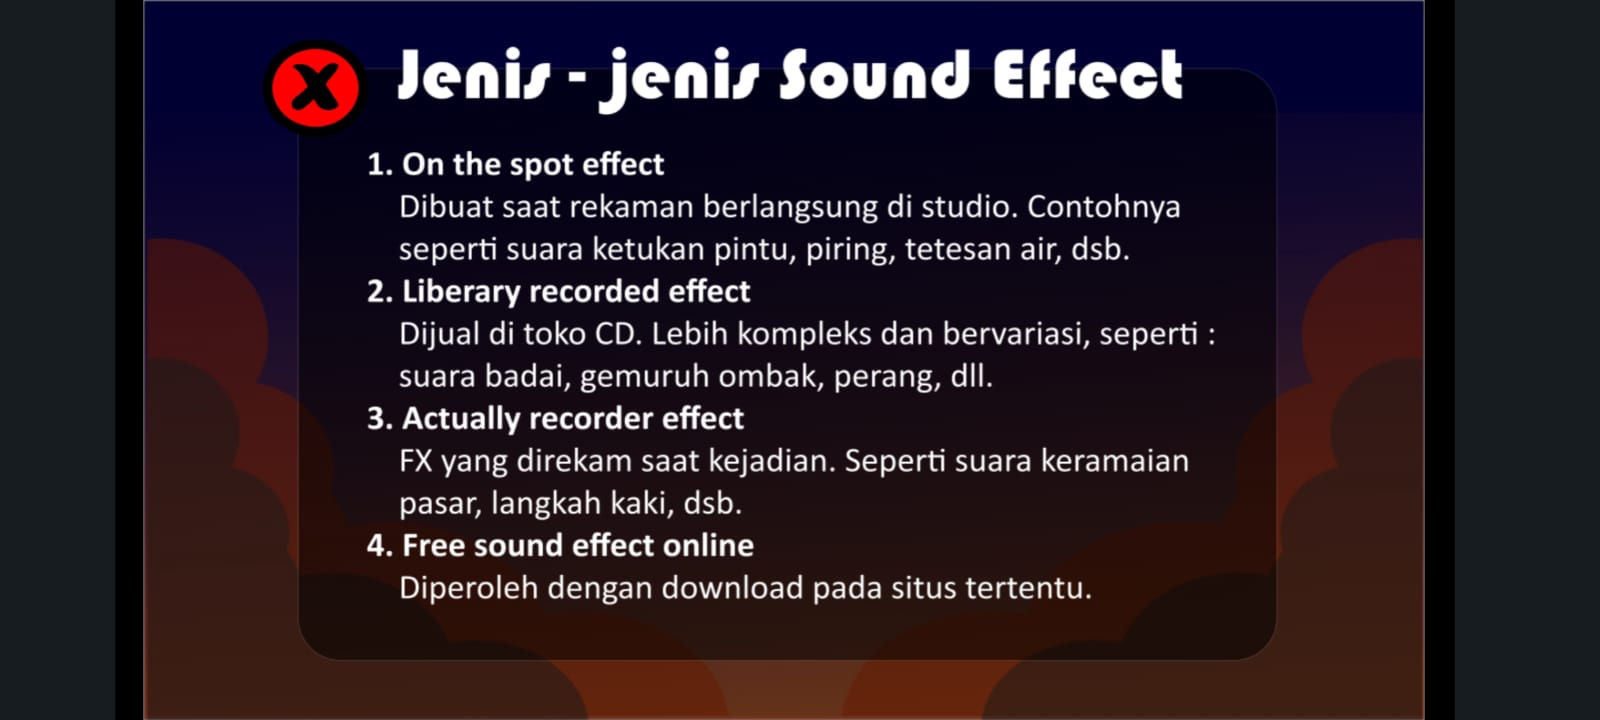 X
Jenis - jenis Sound Effect
1. On the spot effect
Dibuat saat rekaman berlangsung di studio. Contohnya
seperti suara ketukan pintu, piring, tetesan air, dsb.
2. Liberary recorded effect
Dijual di toko CD. Lebih kompleks dan bervariasi, seperti :
suara badai, gemuruh ombak, perang, dll.
3. Actually recorder effect
FX yang direkam saat kejadian. Seperti suara keramaian
pasar, langkah kaki, dsb.
4. Free sound effect online
Diperoleh dengan download pada situs tertentu.